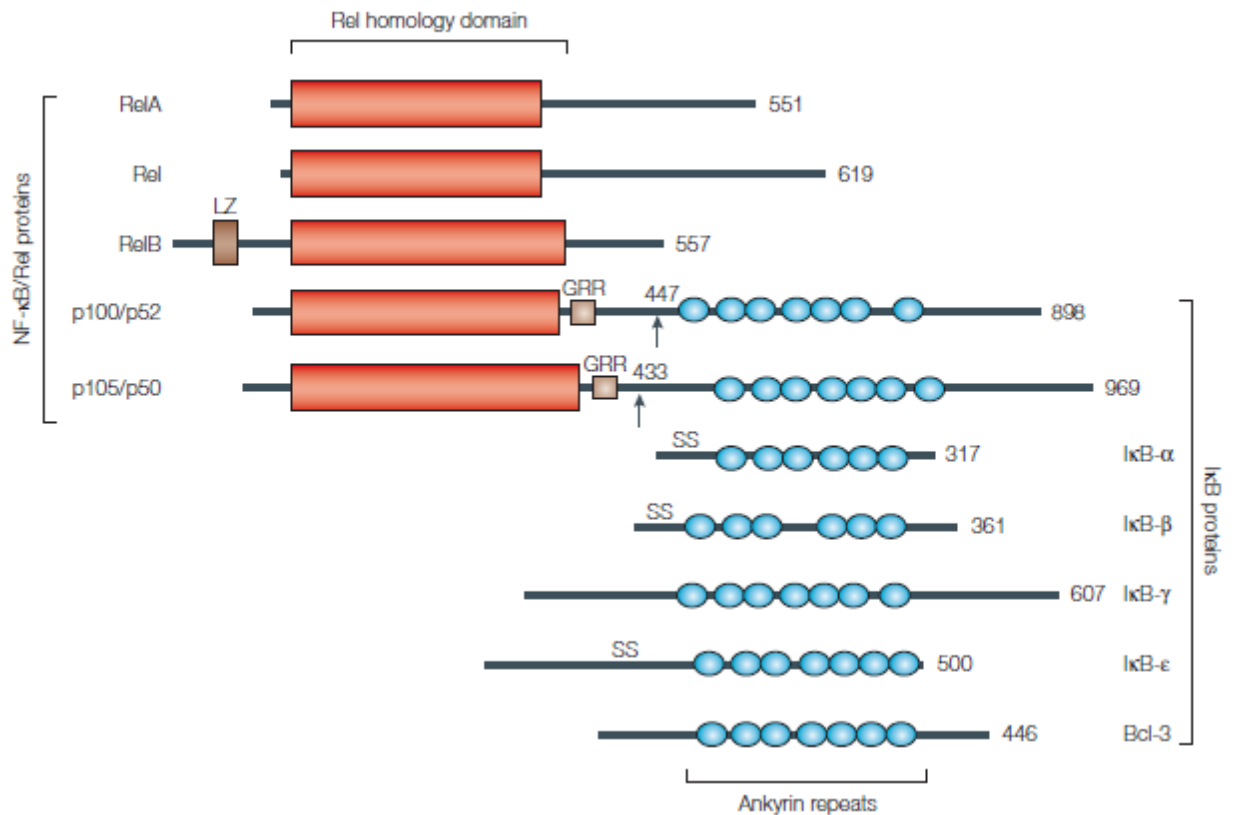 Rel homology domain
RelA
551
Rel
619
LZ
RelB
557
p100/p52
GRR
447
898
p105/p50
GRR
433
969
NF-κB/Rel proteins
SS
317
IκB-α
SS
361
IκB-β
607
IκB-γ
SS
500
IκB-ε
446
Bcl-3
IκB proteins
Ankyrin repeats